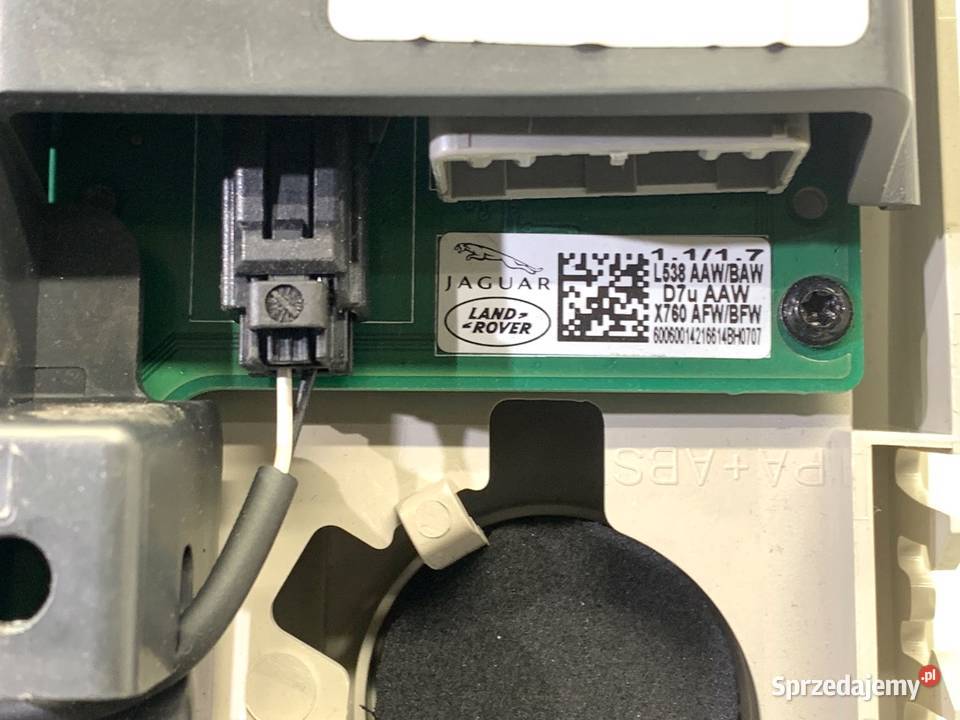 JAGUAR
LAND-
-ROVER
1.1/1.7
L538 AAW/BAW
D7u AAW
X760 AFW/BFW
60060014216614BH0707
PA+ABS
Sprzedajemy.pl